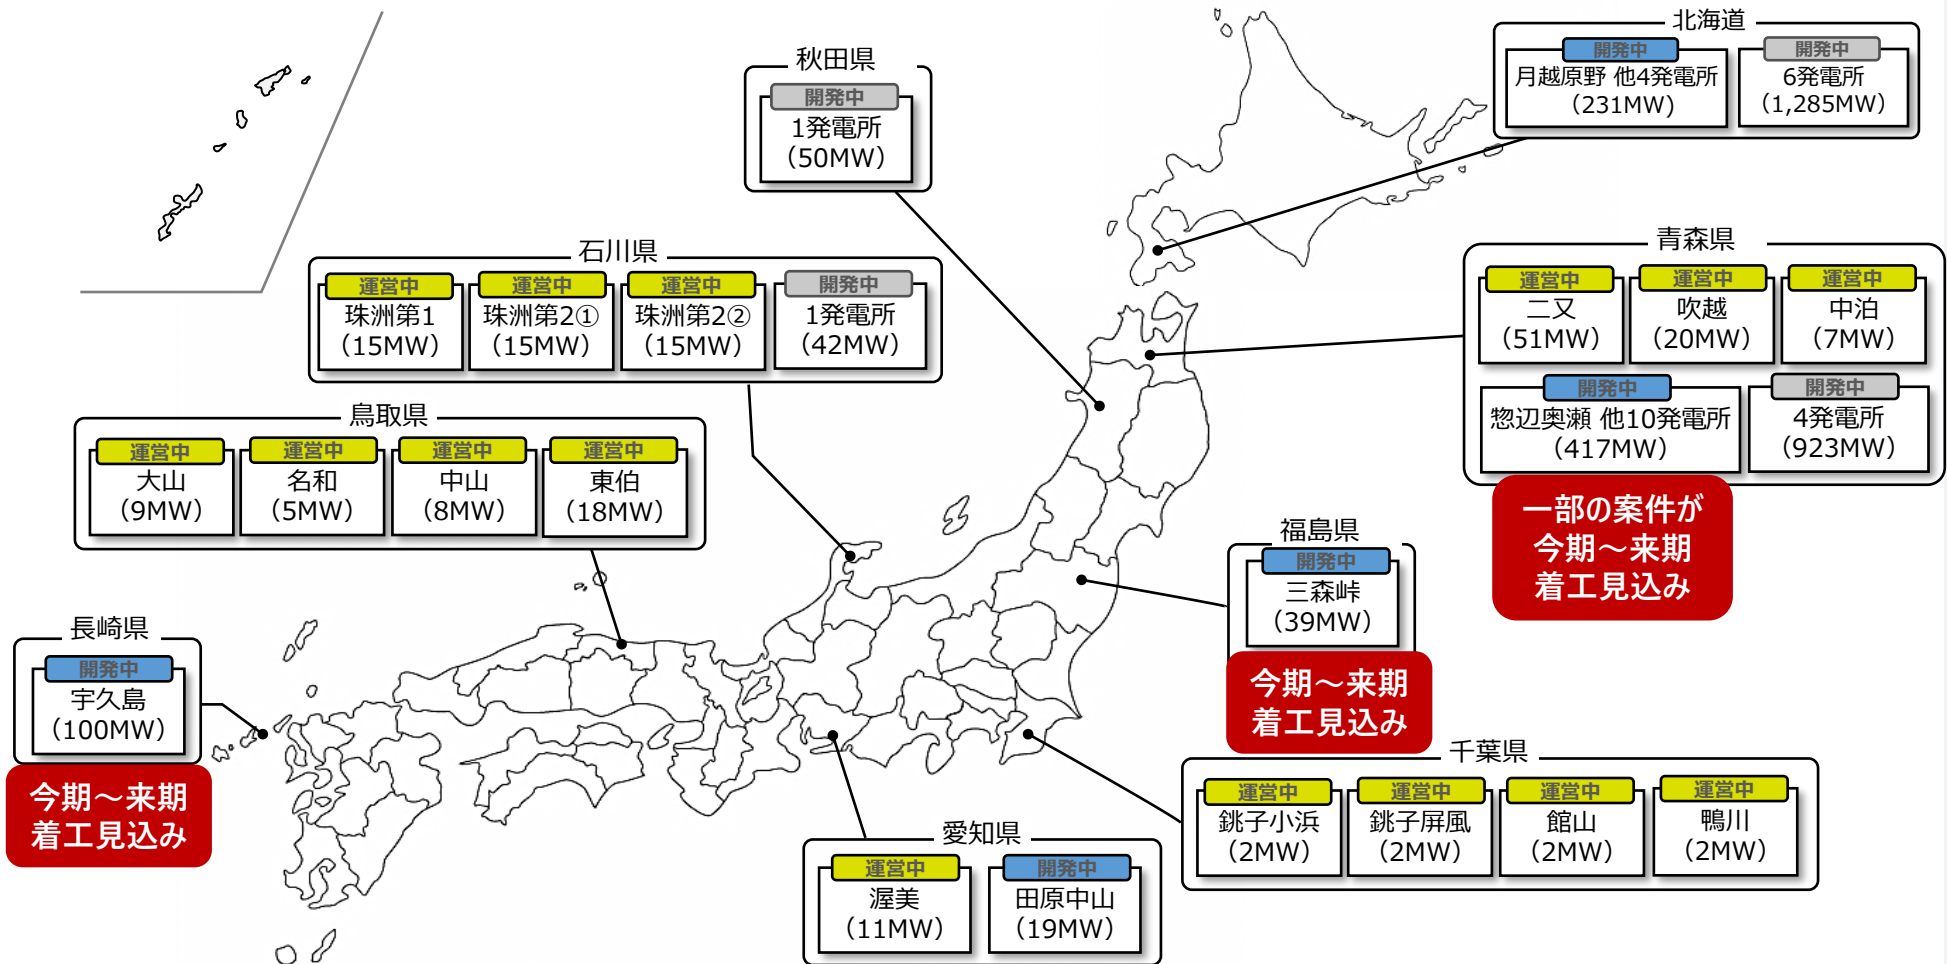 北海道
開発中
月越原野 他4発電所
(231MW)
開発中
6発電所
(1,285MW)
秋田県
開発中
1発電所
(50MW)
石川県
運営中
珠洲第1
(15MW)
運営中
珠洲第2①
(15MW)
運営中
珠洲第2②
(15MW)
開発中
1発電所
(42MW)
青森県
運営中
二又
(51MW)
運営中
吹越
(20MW)
運営中
中泊
(7MW)
開発中
惣辺奥瀬 他10発電所
(417MW)
開発中
4発電所
(923MW)
一部の案件が
今期～来期
着工見込み
鳥取県
運営中
大山
(9MW)
運営中
名和
(5MW)
運営中
中山
(8MW)
運営中
東伯
(18MW)
福島県
開発中
三森峠
(39MW)
今期～来期
着工見込み
長崎県
開発中
宇久島
(100MW)
今期～来期
着工見込み
千葉県
運営中
銚子小浜
(2MW)
運営中
銚子屏風
(2MW)
運営中
館山
(2MW)
運営中
鴨川
(2MW)
愛知県
運営中
渥美
(11MW)
開発中
田原中山
(19MW)